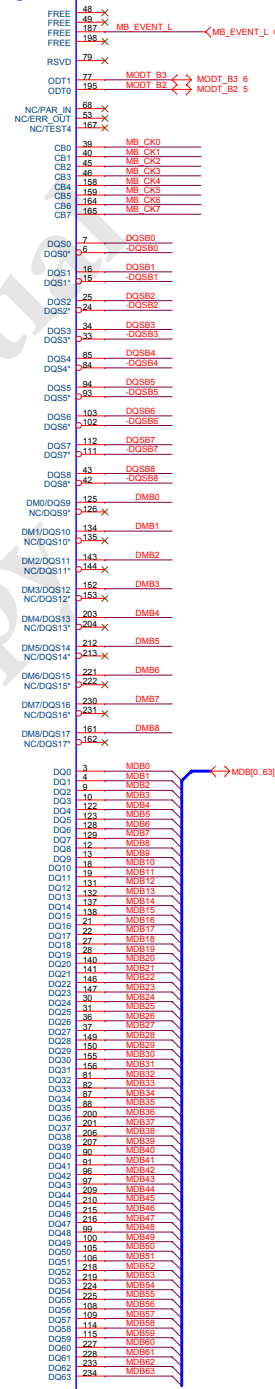 FREE 48
FREE 49
FREE 187 MB_EVENT_L MB_EVENT_L
FREE 198
RSVD 79
ODT1 77 MODT_B3 MODT_B3 6
ODT0 195 MODT_B2 MODT_B2 5
NC/PAR_IN 68
NC/ERR_OUT 53
NC/TEST4 167
CB0 39 MB_CK0
CB1 40 MB_CK1
CB2 45 MB_CK2
CB3 46 MB_CK3
CB4 158 MB_CK4
CB5 159 MB_CK5
CB6 164 MB_CK6
CB7 165 MB_CK7
DQS0 7 DQSB0
DQS0* 6 -DQSB0
DQS1 16 DQSB1
DQS1* 15 -DQSB1
DQS2 25 DQSB2
DQS2* 24 -DQSB2
DQS3 34 DQSB3
DQS3* 33 -DQSB3
DQS4 85 DQSB4
DQS4* 84 -DQSB4
DQS5 94 DQSB5
DQS5* 93 -DQSB5
DQS6 103 DQSB6
DQS6* 102 -DQSB6
DQS7 112 DQSB7
DQS7* 111 -DQSB7
DQS8 43 DQSB8
DQS8* 42 -DQSB8
DM0/DQS9 125 DMB0
NC/DQS9* 126
DM1/DQS10 134 DMB1
NC/DQS10* 135
DM2/DQS11 143 DMB2
NC/DQS11* 144
DM3/DQS12 152 DMB3
NC/DQS12* 153
DM4/DQS13 203 DMB4
NC/DQS13* 204
DM5/DQS14 212 DMB5
NC/DQS14* 213
DM6/DQS15 221 DMB6
NC/DQS15* 222
DM7/DQS16 230 DMB7
NC/DQS16* 231
DM8/DQS17 161 DMB8
NC/DQS17* 162
DQ0 3 MDB0 MDB[0..63]
DQ1 4 MDB1
DQ2 9 MDB2
DQ3 10 MDB3
DQ4 122 MDB4
DQ5 123 MDB5
DQ6 128 MDB6
DQ7 129 MDB7
DQ8 12 MDB8
DQ9 13 MDB9
DQ10 18 MDB10
DQ11 19 MDB11
DQ12 131 MDB12
DQ13 132 MDB13
DQ14 137 MDB14
DQ15 138 MDB15
DQ16 21 MDB16
DQ17 22 MDB17
DQ18 27 MDB18
DQ19 28 MDB19
DQ20 140 MDB20
DQ21 141 MDB21
DQ22 146 MDB22
DQ23 147 MDB23
DQ24 30 MDB24
DQ25 31 MDB25
DQ26 36 MDB26
DQ27 37 MDB27
DQ28 149 MDB28
DQ29 150 MDB29
DQ30 155 MDB30
DQ31 156 MDB31
DQ32 81 MDB32
DQ33 82 MDB33
DQ34 87 MDB34
DQ35 88 MDB35
DQ36 200 MDB36
DQ37 201 MDB37
DQ38 206 MDB38
DQ39 207 MDB39
DQ40 90 MDB40
DQ41 91 MDB41
DQ42 96 MDB42
DQ43 97 MDB43
DQ44 209 MDB44
DQ45 210 MDB45
DQ46 215 MDB46
DQ47 216 MDB47
DQ48 99 MDB48
DQ49 100 MDB49
DQ50 105 MDB50
DQ51 106 MDB51
DQ52 218 MDB52
DQ53 219 MDB53
DQ54 224 MDB54
DQ55 225 MDB55
DQ56 108 MDB56
DQ57 109 MDB57
DQ58 114 MDB58
DQ59 115 MDB59
DQ60 227 MDB60
DQ61 228 MDB61
DQ62 233 MDB62
DQ63 234 MDB63